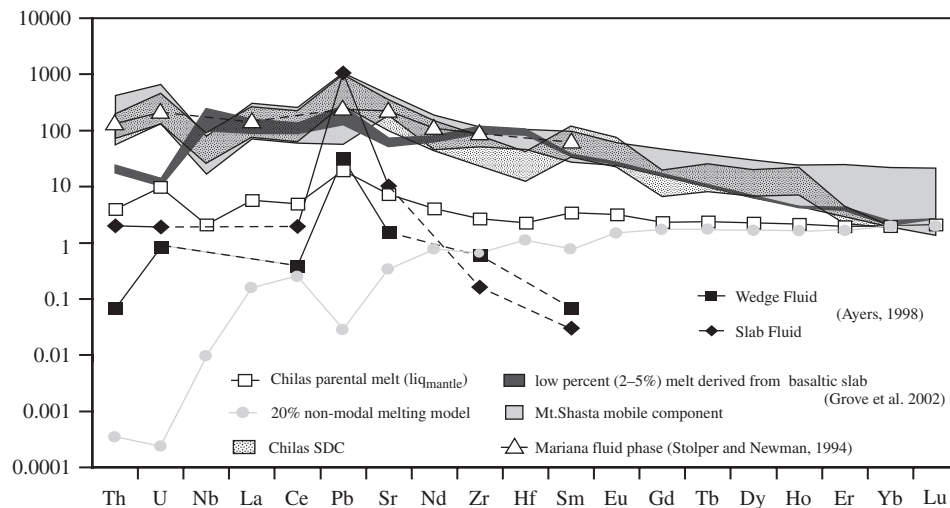 10000
1000
100
10
1
0.1
0.01
0.001
0.0001
Wedge Fluid
(Ayers, 1998)
Slab Fluid
Chilas parental melt (liqmantle)
low percent (2–5%) melt derived from basaltic slab
(Grove et al. 2002)
20% non-modal melting model
Mt.Shasta mobile component
Chilas SDC
Mariana fluid phase (Stolper and Newman, 1994)
Th U Nb La Ce Pb Sr Nd Zr Hf Sm Eu Gd Tb Dy Ho Er Yb Lu